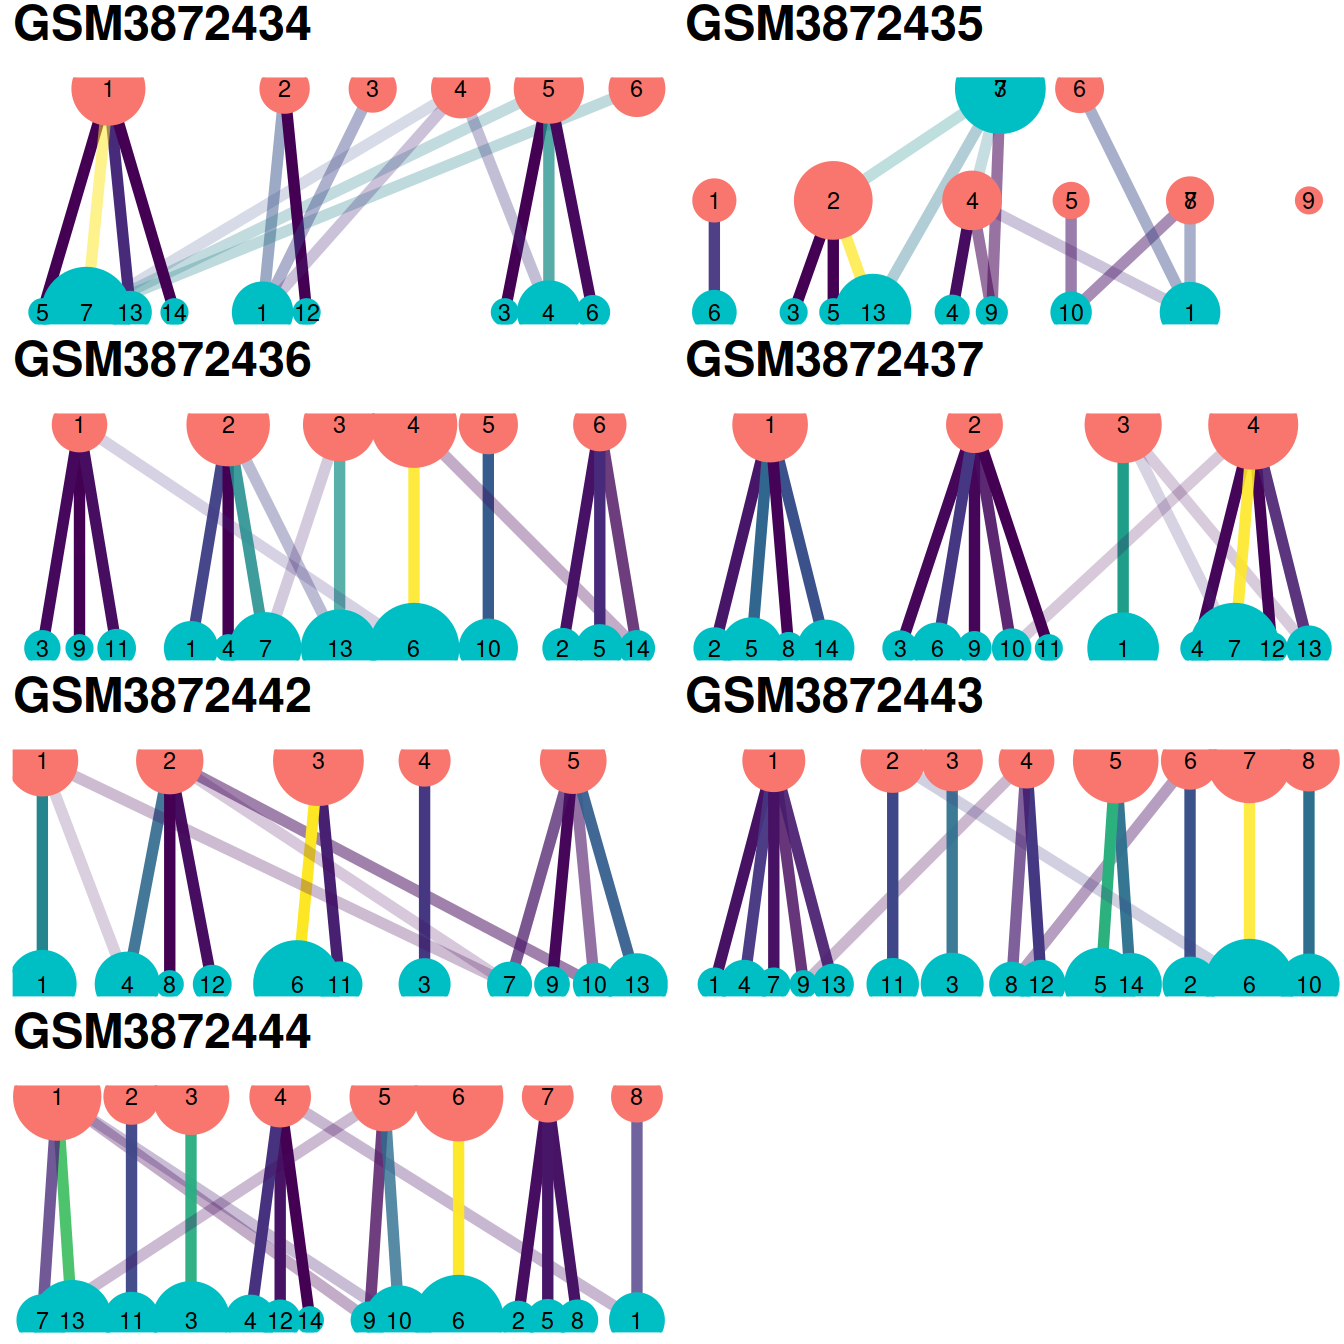 GSM3872434
1 2 3 4 5 6
5 7 13 14 1 12 3 4 6
GSM3872435
6
1 2 4 5 9
6 3 5 13 4 9 10 1
GSM3872436
1 2 3 4 5 6
3 9 11 1 4 7 13 6 10 2 5 14
GSM3872437
1 2 3 4
2 5 8 14 3 6 9 10 11 1 4 7 12 13
GSM3872442
1 2 3 4 5
1 4 8 12 6 11 3 7 9 10 13
GSM3872443
1 2 3 4 5 6 7 8
1 4 7 9 13 11 3 8 12 5 14 2 6 10
GSM3872444
1 2 3 4 5 6 7 8
7 13 11 3 4 12 14 9 10 6 2 5 8 1